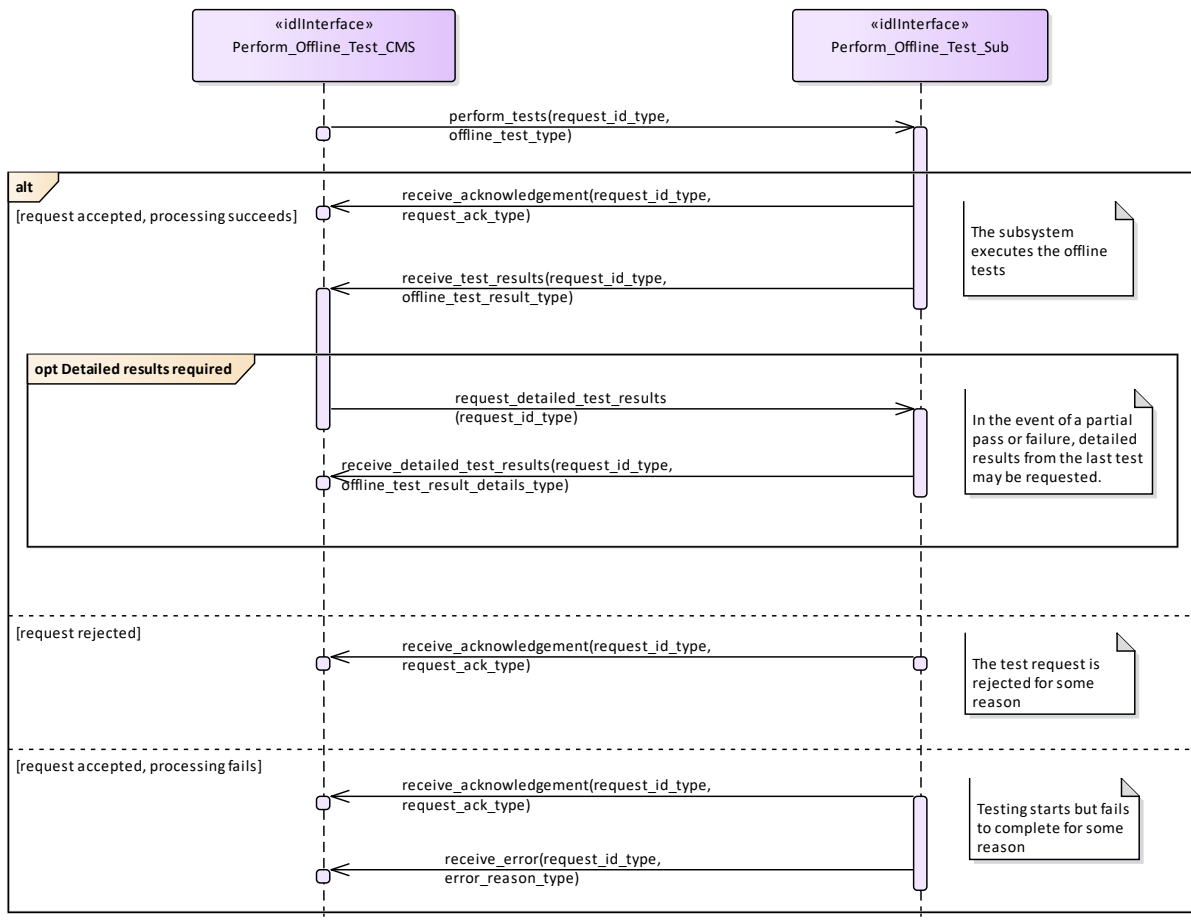 «idlInterface»
Perform_Offline_Test_CMS
«idlInterface»
Perform_Offline_Test_Sub
perform_tests(request_id_type,
offline_test_type)
alt
[request accepted, processing succeeds]
receive_acknowledgement(request_id_type,
request_ack_type)
The subsystem
executes the offline
tests
receive_test_results(request_id_type,
offline_test_result_type)
opt Detailed results required
request_detailed_test_results
(request_id_type)
In the event of a partial
pass or failure, detailed
results from the last test
may be requested.
receive_detailed_test_results(request_id_type,
offline_test_result_details_type)
[request rejected]
receive_acknowledgement(request_id_type,
request_ack_type)
The test request is
rejected for some
reason
[request accepted, processing fails]
receive_acknowledgement(request_id_type,
request_ack_type)
Testing starts but fails
to complete for some
reason
receive_error(request_id_type,
error_reason_type)